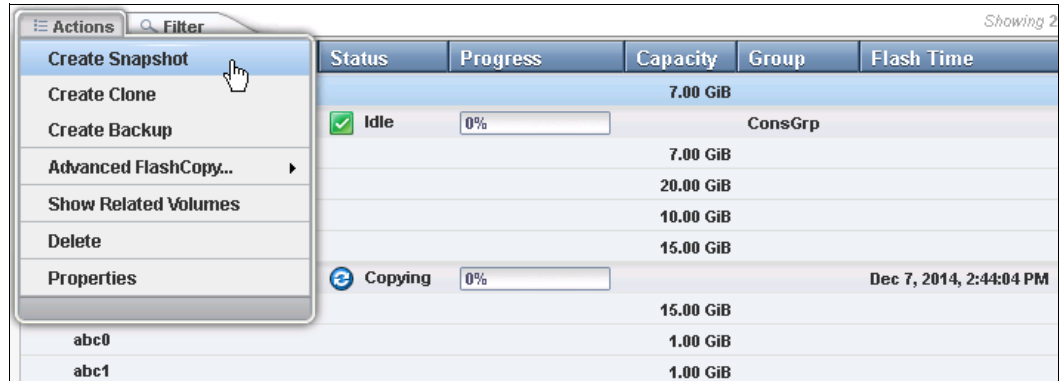 Actions Filter Showing 2
Create Snapshot Status Progress Capacity Group Flash Time
Create Clone 7.00 GiB
Create Backup Idle 0% ConsGrp
Advanced FlashCopy... 7.00 GiB
20.00 GiB
Show Related Volumes 10.00 GiB
Delete 15.00 GiB
Properties Copying 0% Dec 7, 2014, 2:44:04 PM
15.00 GiB
abc0 1.00 GiB
abc1 1.00 GiB